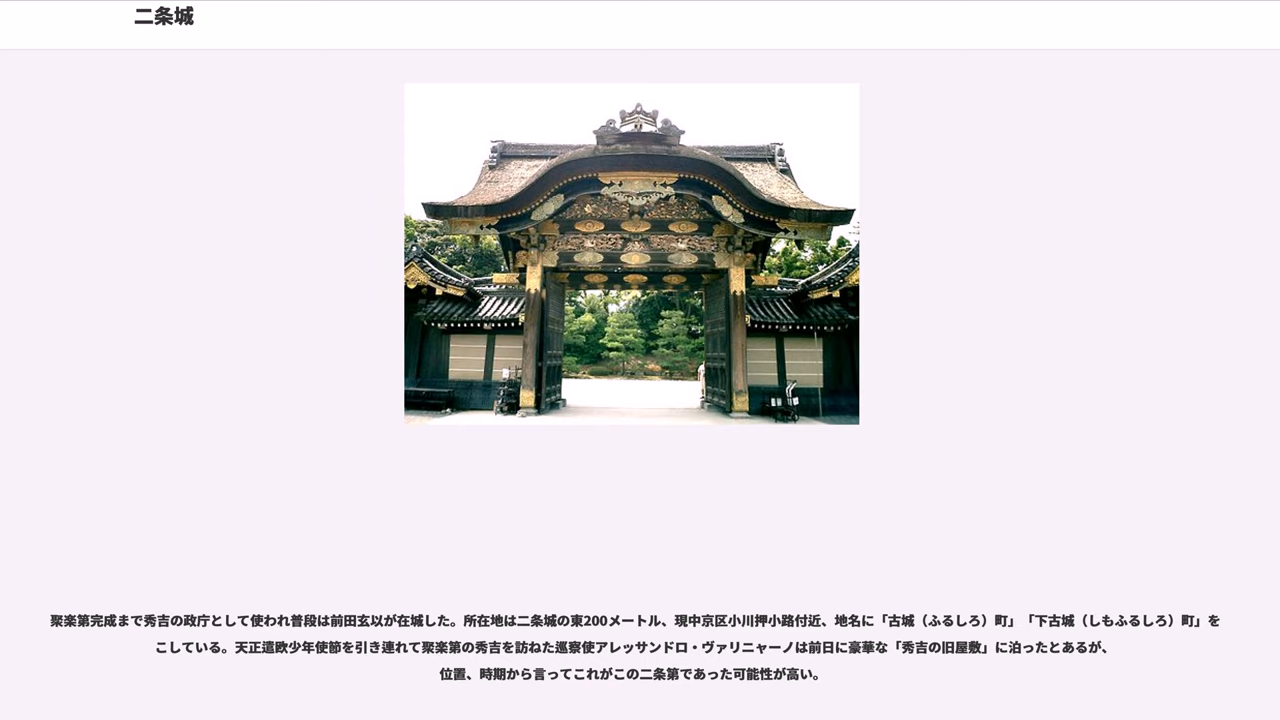 二条城
聚楽第完成まで秀吉の政庁として使われ普段は前田玄以が在城した。所在地は二条城の東200メートル、現中京区小川押小路付近、地名に「古城（ふるしろ）町」「下古城（しもふるしろ）町」を
こしている。天正遣欧少年使節を引き連れて聚楽第の秀吉を訪ねた巡察使アレッサンドロ・ヴァリニャーノは前日に豪華な「秀吉の旧屋敷」に泊ったとあるが、
位置、時期から言ってこれがこの二条第であった可能性が高い。